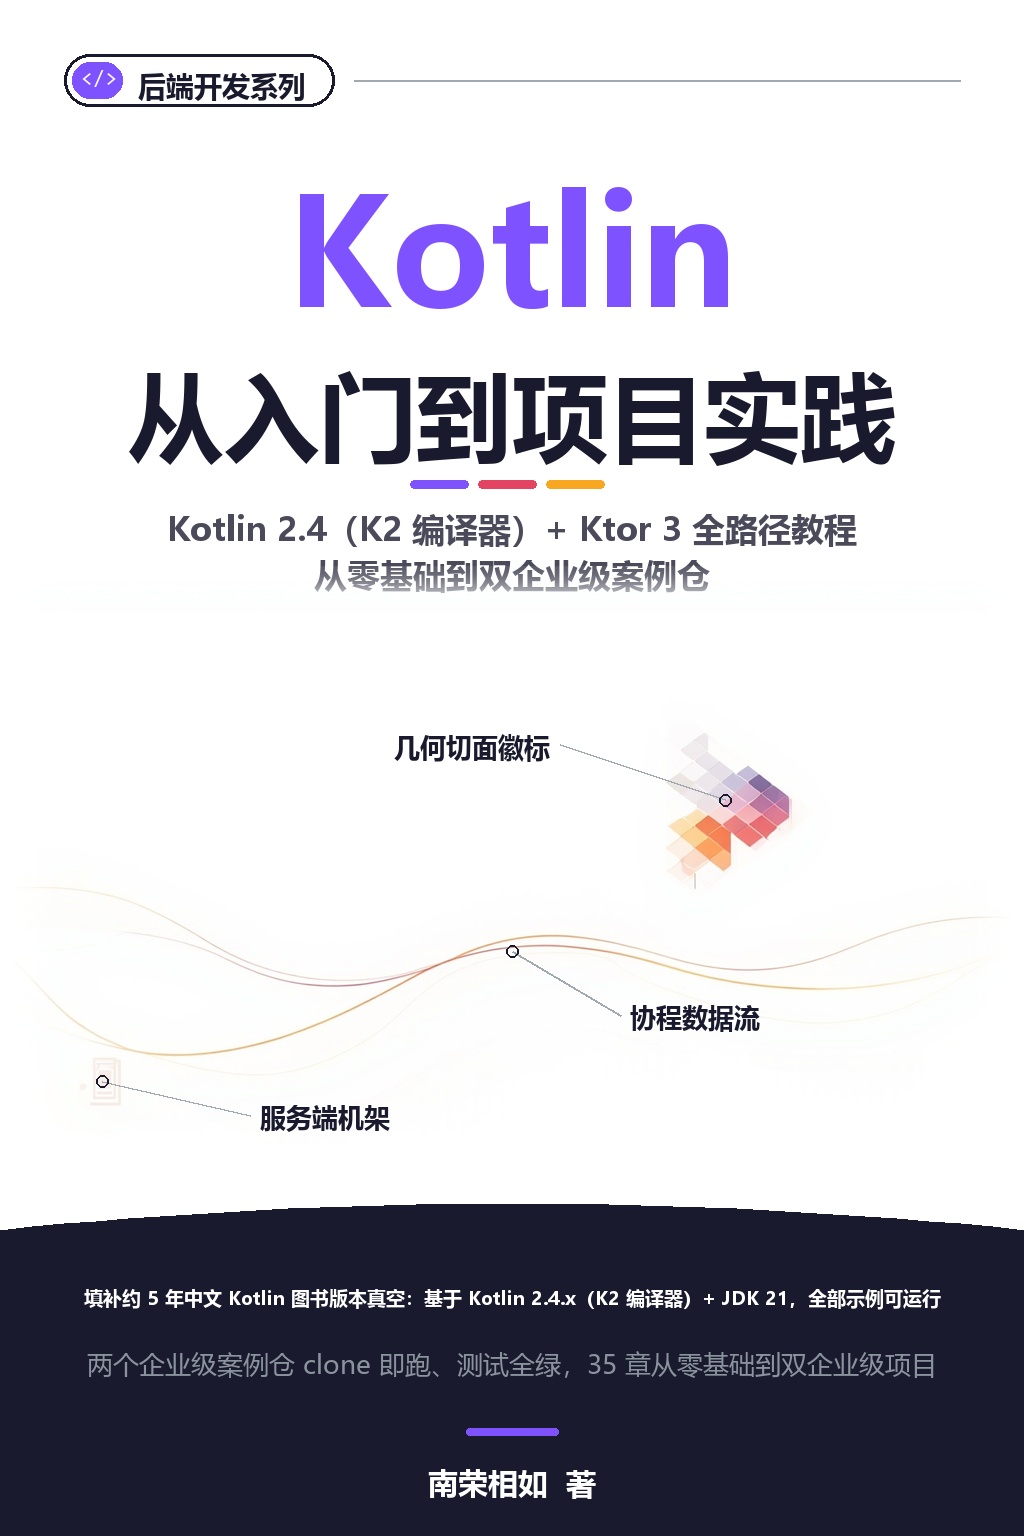 </> 后端开发系列
Kotlin
从入门到项目实践
Kotlin 2.4（K2 编译器）+ Ktor 3 全路径教程
从零基础到双企业级案例仓
几何切面徽标
协程数据流
服务端机架
填补约 5 年中文 Kotlin 图书版本真空：基于 Kotlin 2.4.x（K2 编译器）+ JDK 21，全部示例可运行
两个企业级案例仓 clone 即跑、测试全绿，35 章从零基础到双企业级项目
南荣相如 著